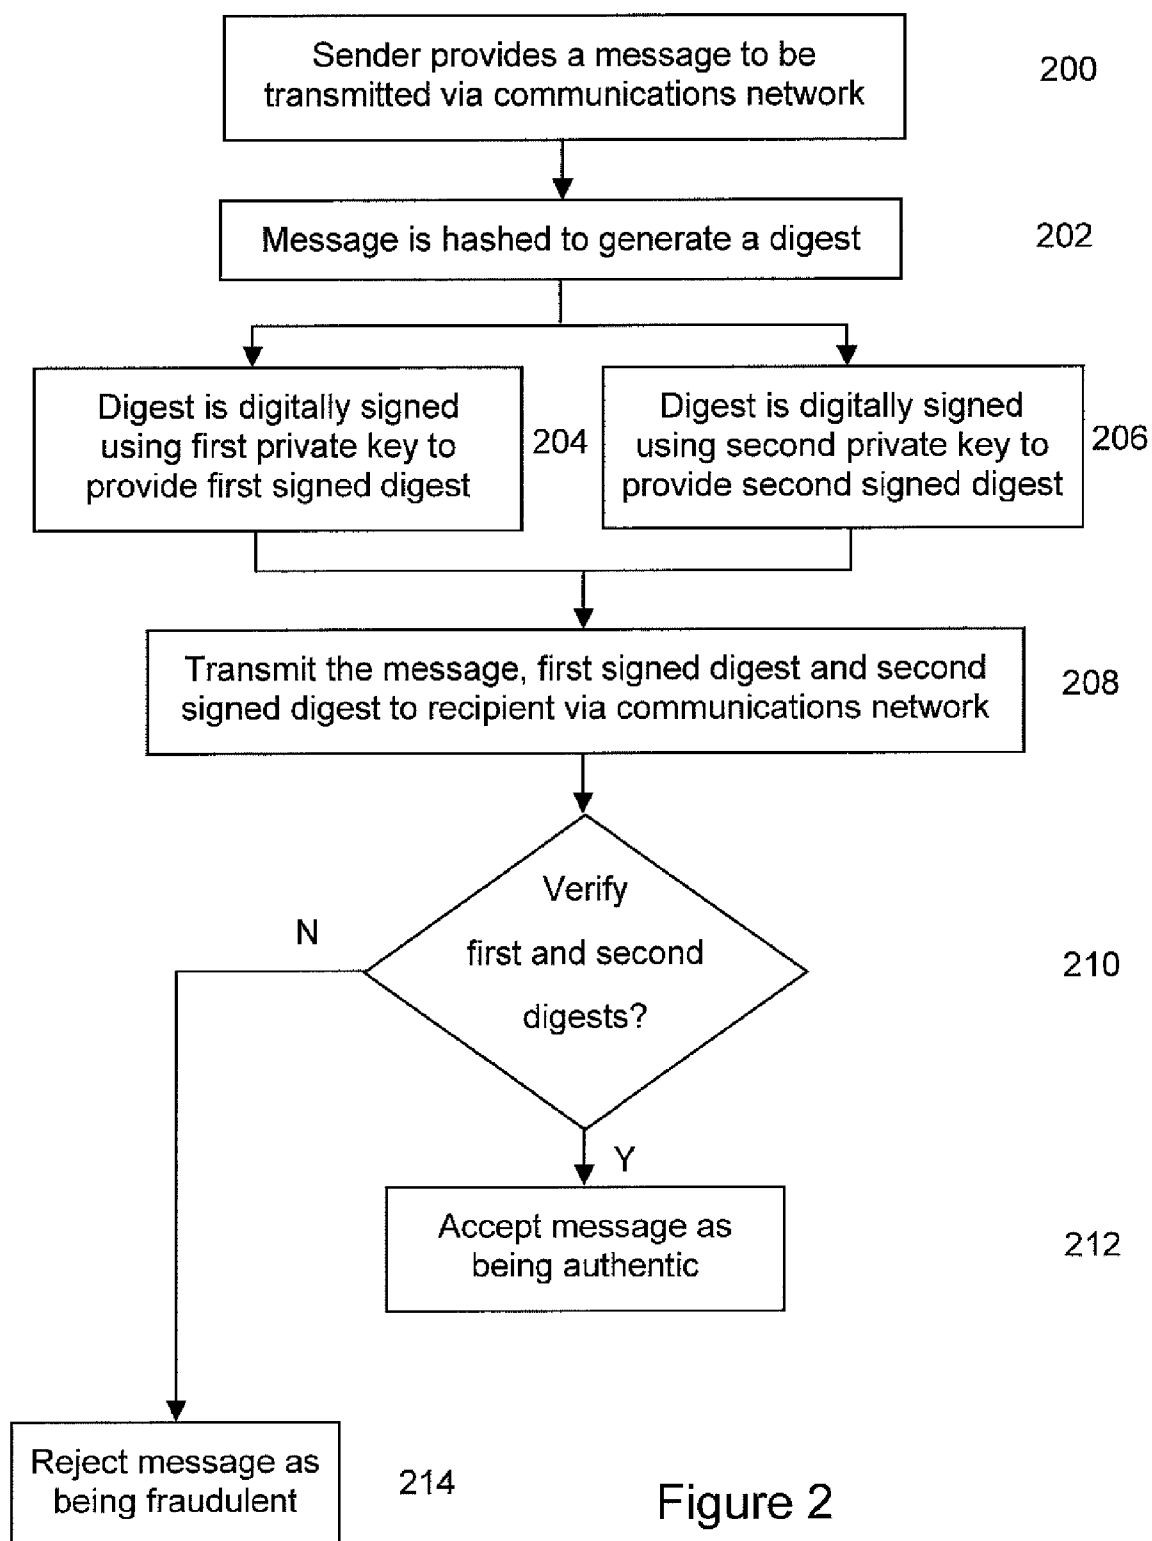 Sender provides a message to be
transmitted via communications network
200
Message is hashed to generate a digest
202
Digest is digitally signed
using first private key to
provide first signed digest
204
Digest is digitally signed
using second private key to
provide second signed digest
206
Transmit the message, first signed digest and second
signed digest to recipient via communications network
208
Verify
first and second
digests?
N
210
Y
Accept message as
being authentic
212
Reject message as
being fraudulent
214
Figure 2